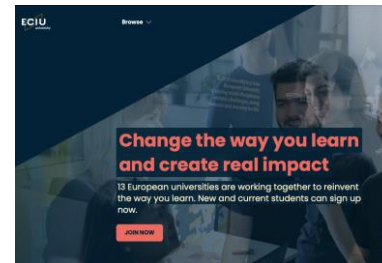 ECIU
university
Browse
Change the way you learn
and create real impact
13 European universities are working together to reinvent
the way you learn. New and current students can sign up
now.
JOIN NOW